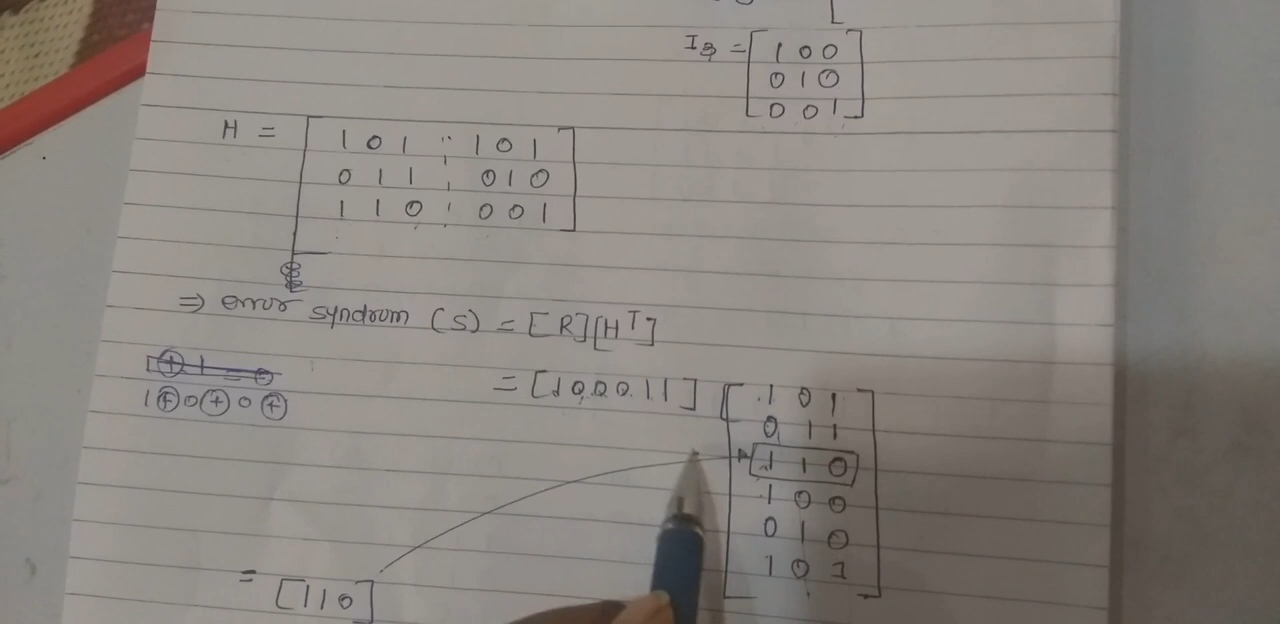 I3 = [ 1 0 0
0 1 0
0 0 1 ]
H = [ 1 0 1 : 1 0 1
0 1 1 : 0 1 0
1 1 0 : 0 0 1 ]
⇒ error syndrom (S) = [R][H^T]
1 ⊕ 0 ⊕ 0 ⊕
= [1 0 0 0 1 1] [ 1 0 1
0 1 1
1 1 0
1 0 0
0 1 0
1 0 1 ]
= [1 1 0]